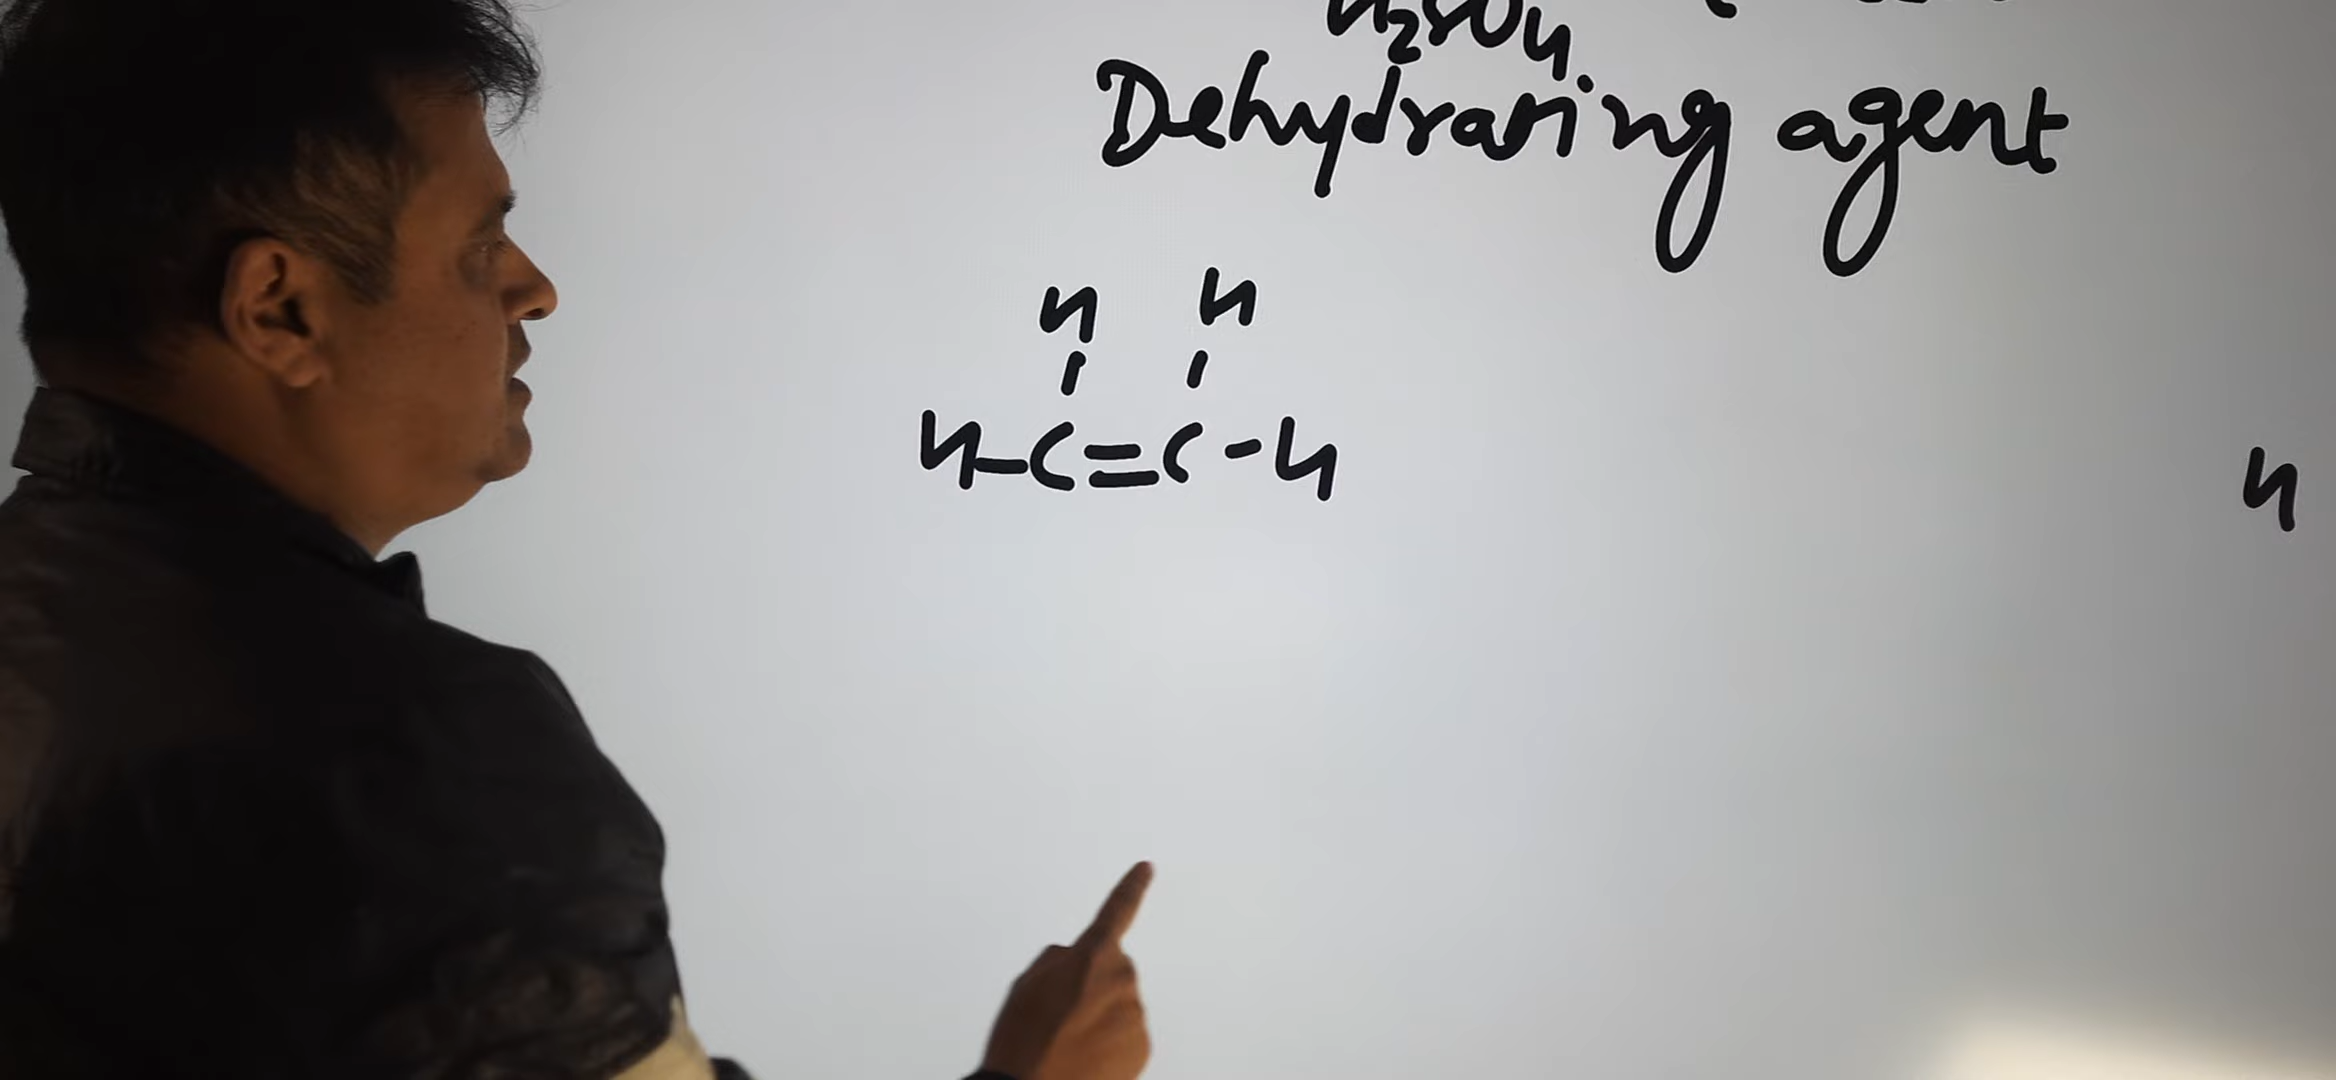 H₂SO₄
Dehydrating agent
H H
H-C=C-H
H